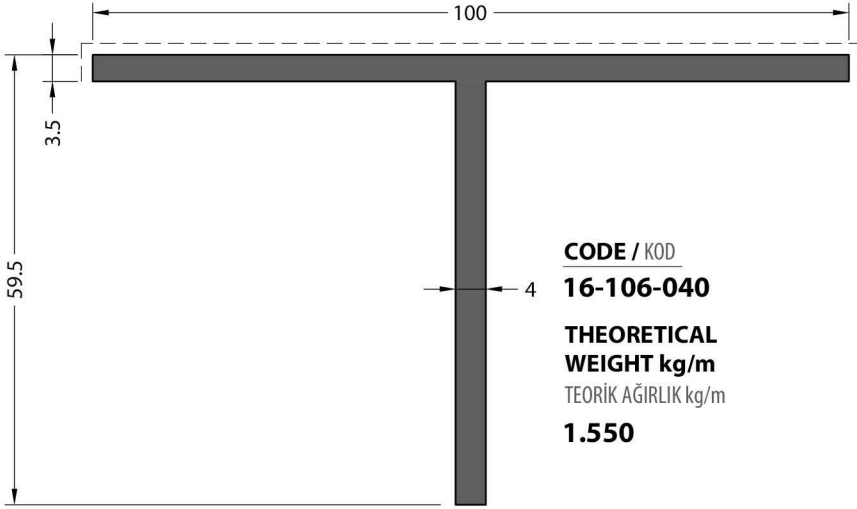 100
3.5
59.5
4
CODE / KOD
16-106-040
THEORETICAL
WEIGHT kg/m
TEORİK AĞIRLIK kg/m
1.550